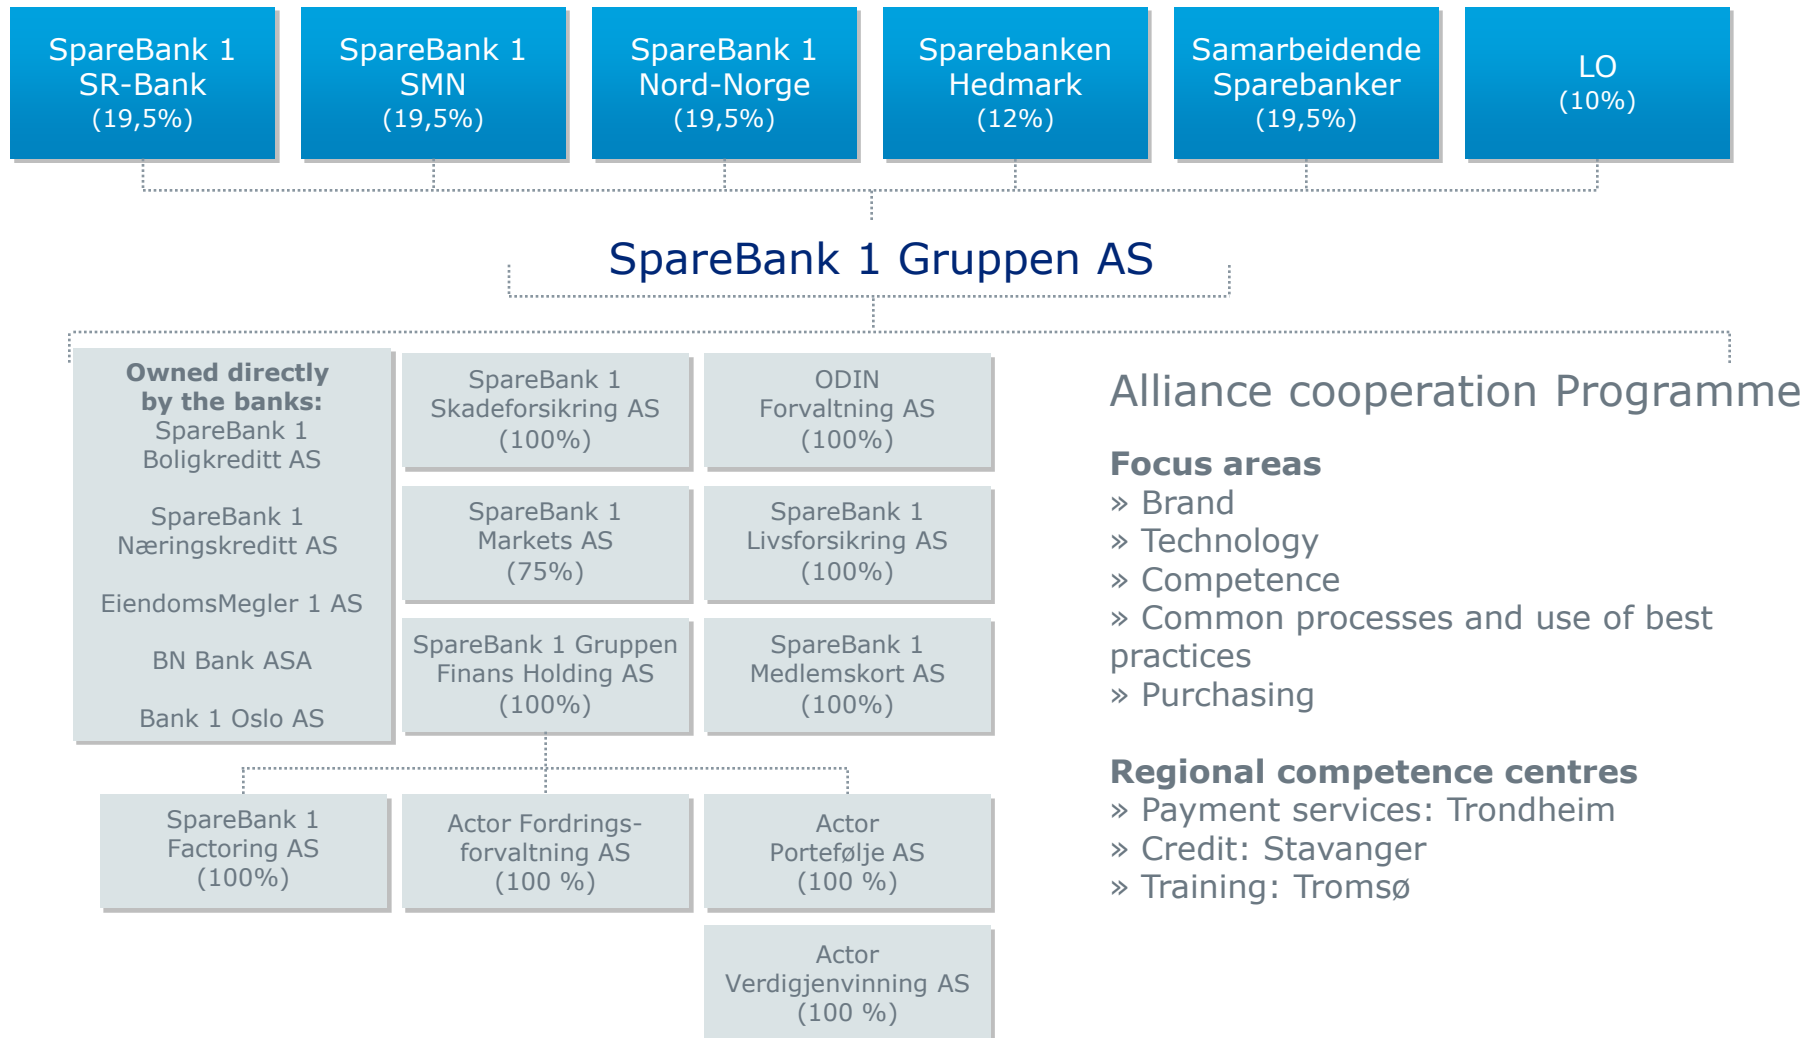 SpareBank 1
SR-Bank
(19,5%)
SpareBank 1
SMN
(19,5%)
SpareBank 1
Nord-Norge
(19,5%)
Sparebanken
Hedmark
(12%)
Samarbeidende
Sparebanker
(19,5%)
LO
(10%)
SpareBank 1 Gruppen AS
Owned directly
by the banks:
SpareBank 1
Boligkreditt AS
SpareBank 1
Næringskreditt AS
EiendomsMegler 1 AS
BN Bank ASA
Bank 1 Oslo AS
SpareBank 1
Skadeforsikring AS
(100%)
ODIN
Forvaltning AS
(100%)
SpareBank 1
Markets AS
(75%)
SpareBank 1
Livsforsikring AS
(100%)
SpareBank 1 Gruppen
Finans Holding AS
(100%)
SpareBank 1
Medlemskort AS
(100%)
SpareBank 1
Factoring AS
(100%)
Actor Fordrings-
forvaltning AS
(100 %)
Actor
Portefølje AS
(100 %)
Actor
Verdigjenvinning AS
(100 %)
Alliance cooperation Programme
Focus areas
» Brand
» Technology
» Competence
» Common processes and use of best
practices
» Purchasing
Regional competence centres
» Payment services: Trondheim
» Credit: Stavanger
» Training: Tromsø